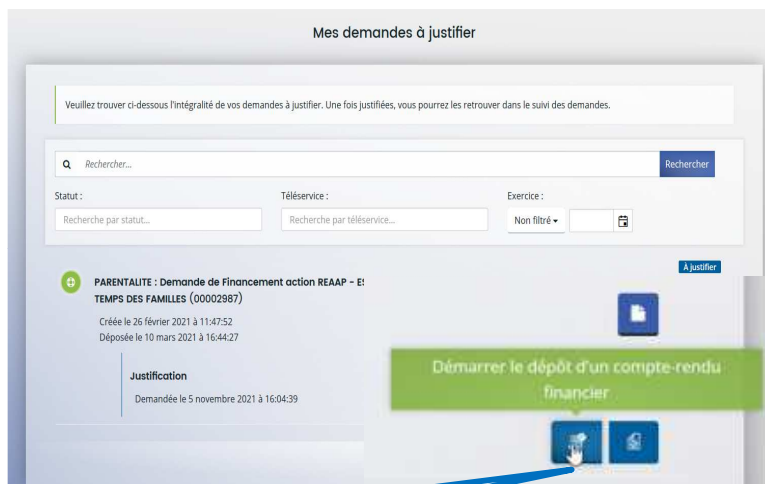 Mes demandes à justifier
Veuillez trouver ci-dessous l'intégralité de vos demandes à justifier. Une fois justifiées, vous pourrez les retrouver dans le suivi des demandes.
Rechercher...
Rechercher
Statut :
Téléservice :
Exercice :
Recherche par statut...
Recherche par téléservice...
Non filtré
À justifier
PARENTALITE : Demande de Financement action REAAP - ES
TEMPS DES FAMILLES (00002987)
Créée le 26 février 2021 à 11:47:52
Déposée le 10 mars 2021 à 16:44:27
Démarrer le dépôt d'un compte-rendu
financier
Justification
Demandée le 5 novembre 2021 à 16:04:39